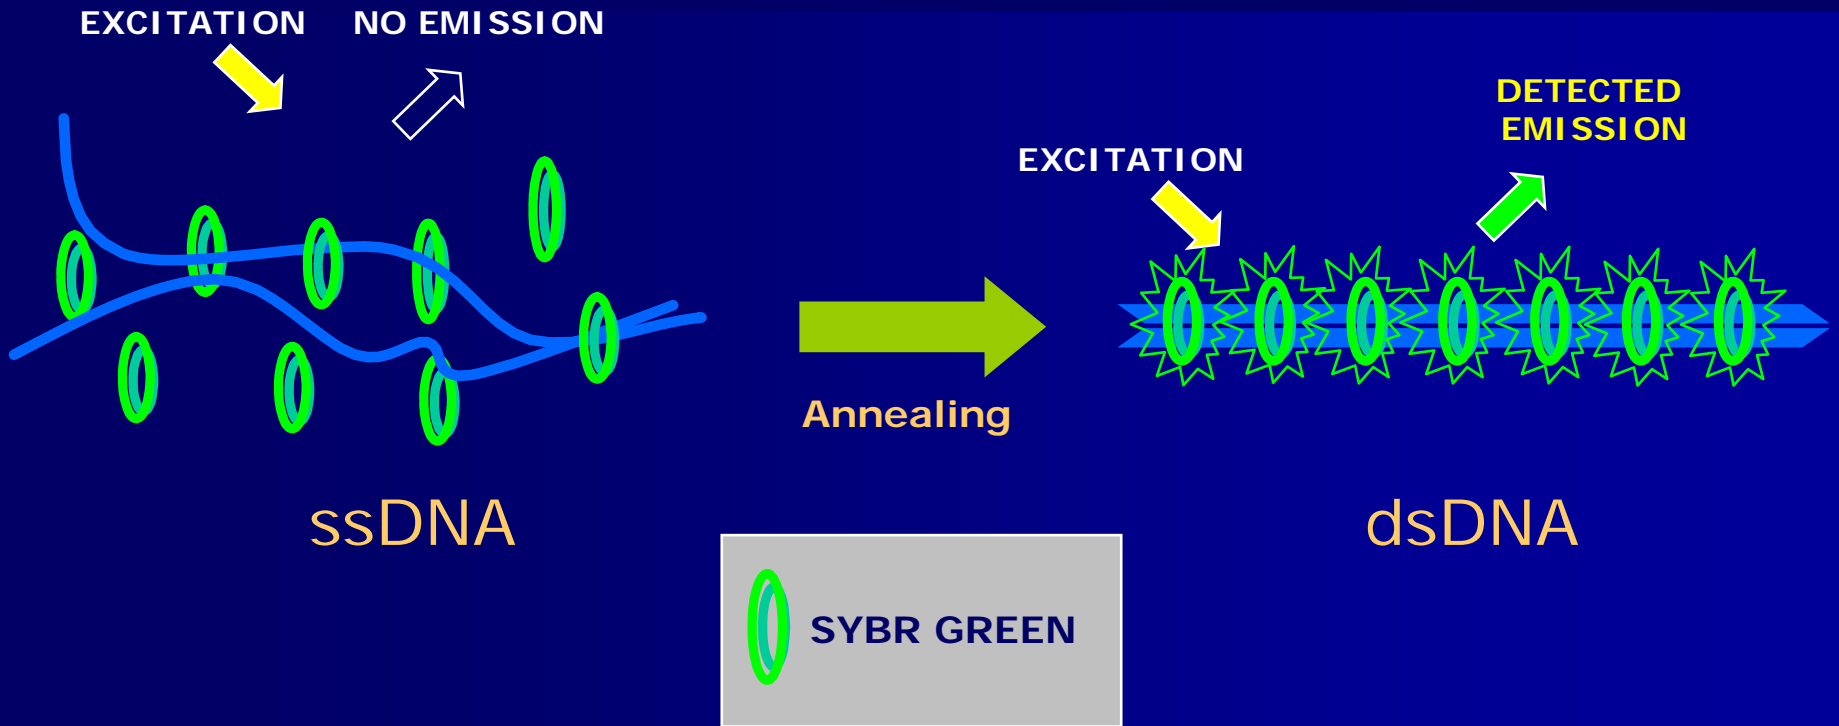 EXCITATION NO EMISSION
DETECTED
EMISSION
EXCITATION
Annealing
ssDNA
dsDNA
SYBR GREEN